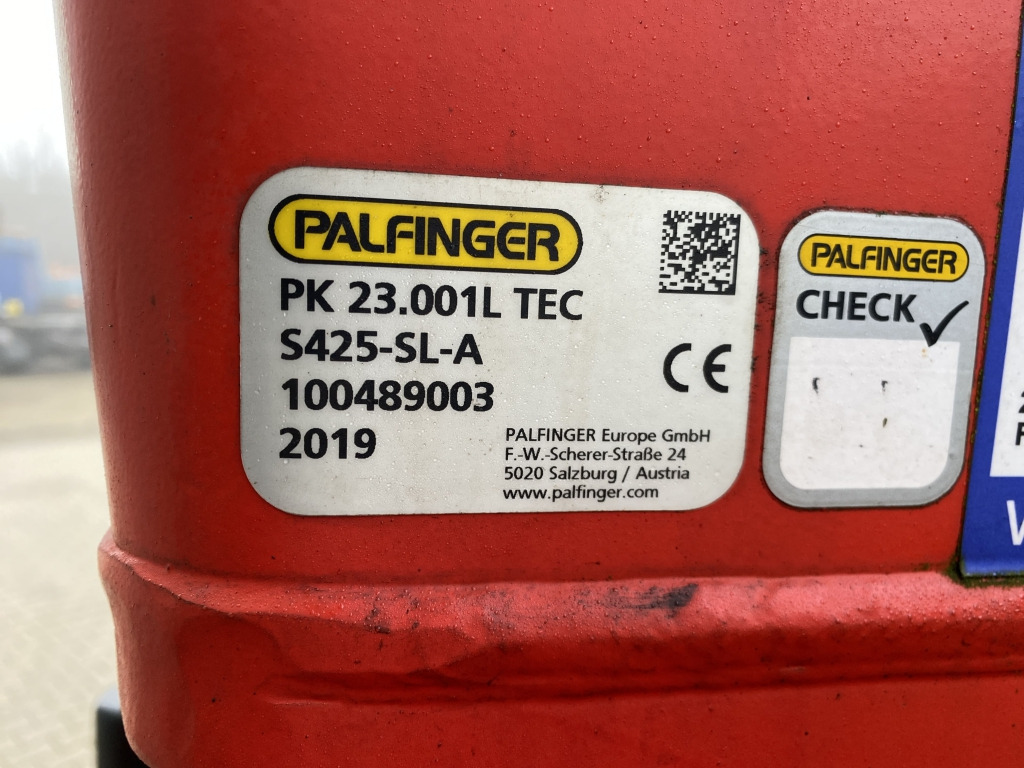 PALFINGER
PK 23.001L TEC
S425-SL-A
100489003
2019
CE
PALFINGER Europe GmbH
F.-W.-Scherer-Straße 24
5020 Salzburg / Austria
www.palfinger.com
PALFINGER
CHECK